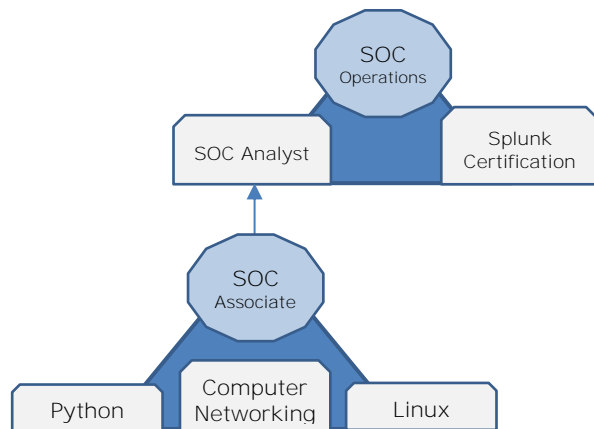 SOC
Operations
SOC Analyst
Splunk
Certification
SOC
Associate
Python
Computer
Networking
Linux